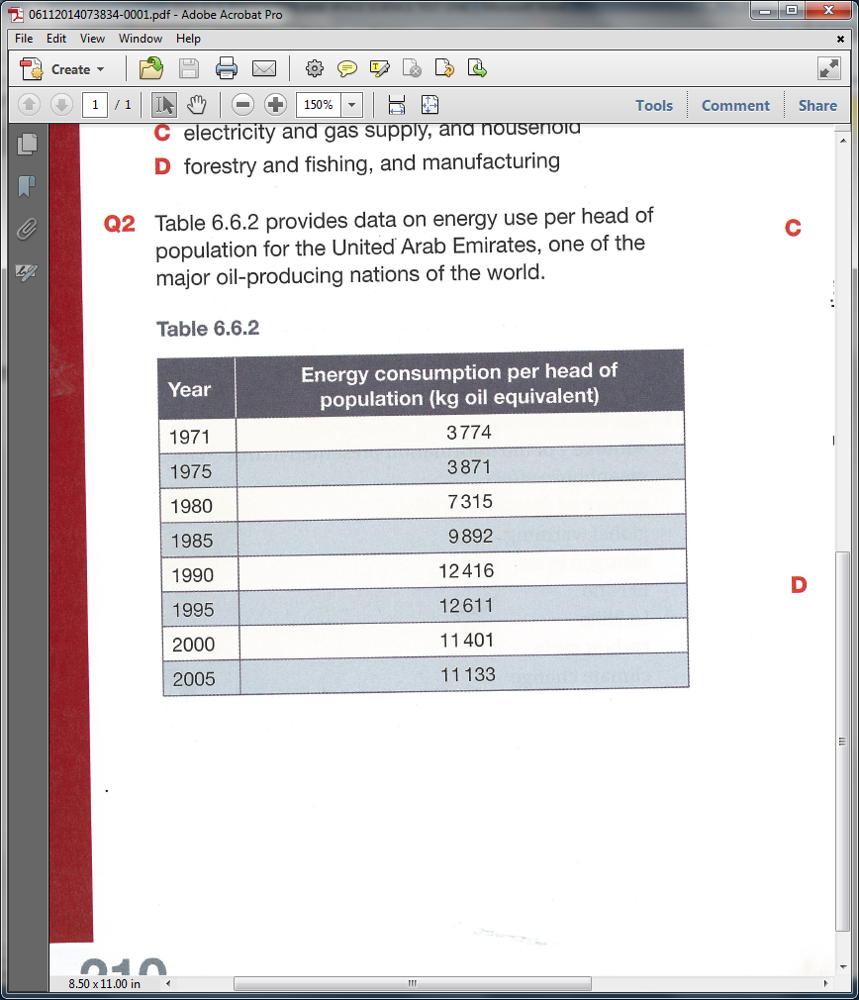 06112014073834-0001.pdf - Adobe Acrobat Pro
File Edit View Window Help
Create
1 / 1 150% Tools Comment Share
C electricity and gas supply, and household
D forestry and fishing, and manufacturing
Q2 Table 6.6.2 provides data on energy use per head of
population for the United Arab Emirates, one of the
major oil-producing nations of the world.
C
Table 6.6.2
Year Energy consumption per head of
population (kg oil equivalent)
1971 3774
1975 3871
1980 7315
1985 9892
1990 12416
1995 12611
2000 11401
2005 11133
D
210
8.50 x 11.00 in